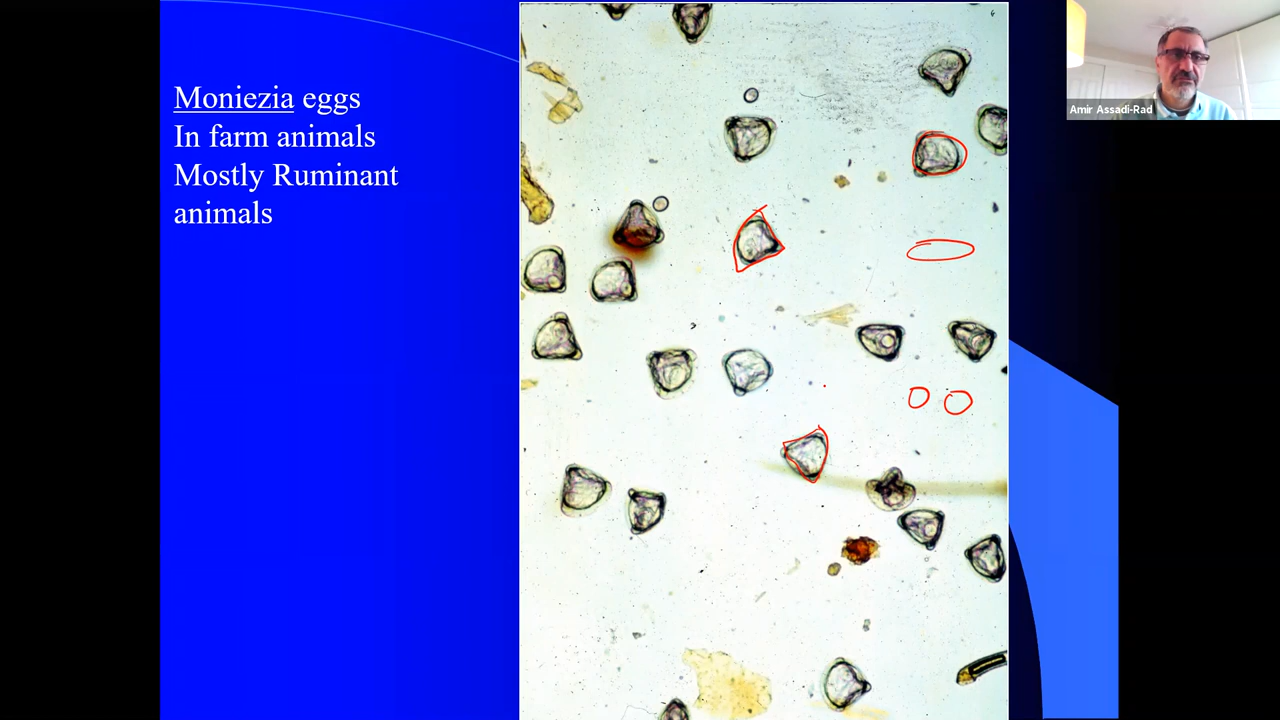 Moniezia eggs
In farm animals
Mostly Ruminant
animals
Amir Assadi-Rad